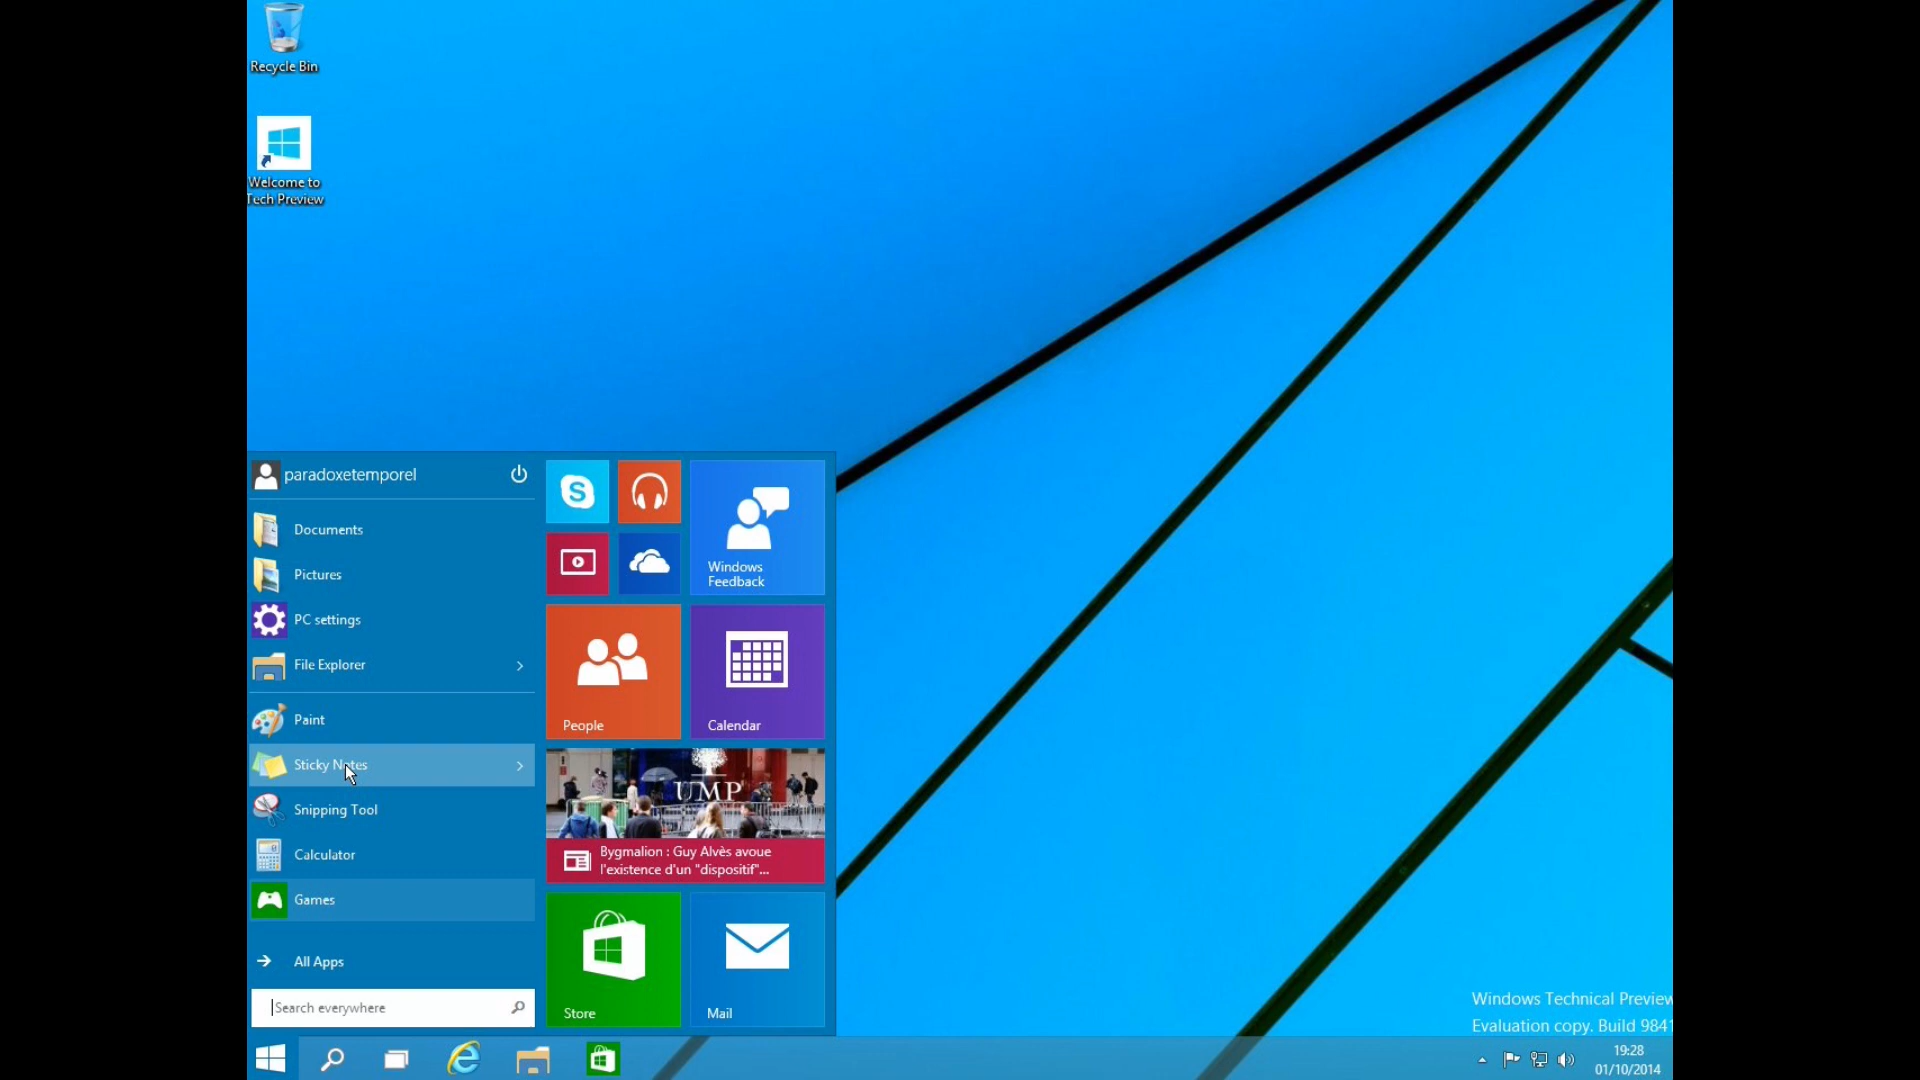 Recycle Bin
Welcome to
Tech Preview
paradoxetemporel
Documents
Pictures
PC settings
File Explorer
Paint
Sticky Notes
Snipping Tool
Calculator
Games
All Apps
Search everywhere
S
Windows
Feedback
People
Calendar
UMP
Bygmalion : Guy Alvès avoue
l'existence d'un "dispositif"...
Store
Mail
Windows Technical Preview
Evaluation copy. Build 9841
19:28
01/10/2014